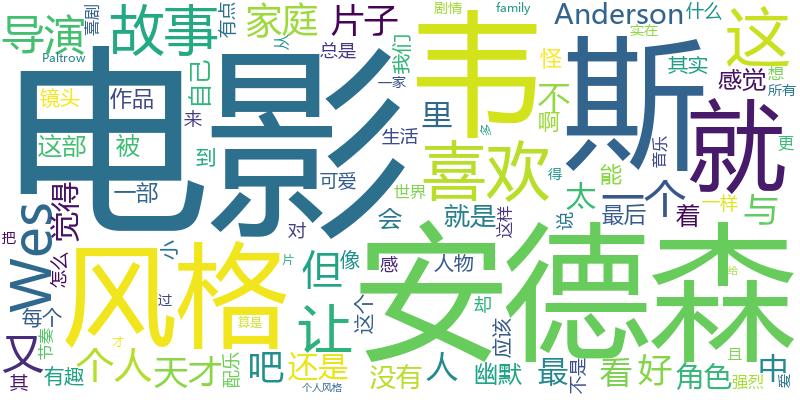 导演
喜剧
故事
有点
家庭
片子
从
总是
我们
剧情
family
怪
实在
Anderson
什么
其实
感觉
这
想
所有
Paltrow
镜头
作品
来
自己
电影
一家
韦
里
不
啊
斯
就
音乐
更
这部
被
到
生活
多
喜欢
能
得
一部
可爱
世界
太
一个
一样
觉得
对
会
就是
这样
说
最后
着
与
把
Wes
怎么
小
风格
但
像
感
人物
安德森
片
却
给
每个
过
让
这个
应该
又
节奏
其
有趣
个人
才
天才
算是
配乐
吧
还是
个人风格
没有
人
幽默
最
不是
看
好
角色
且
强烈
中
爱